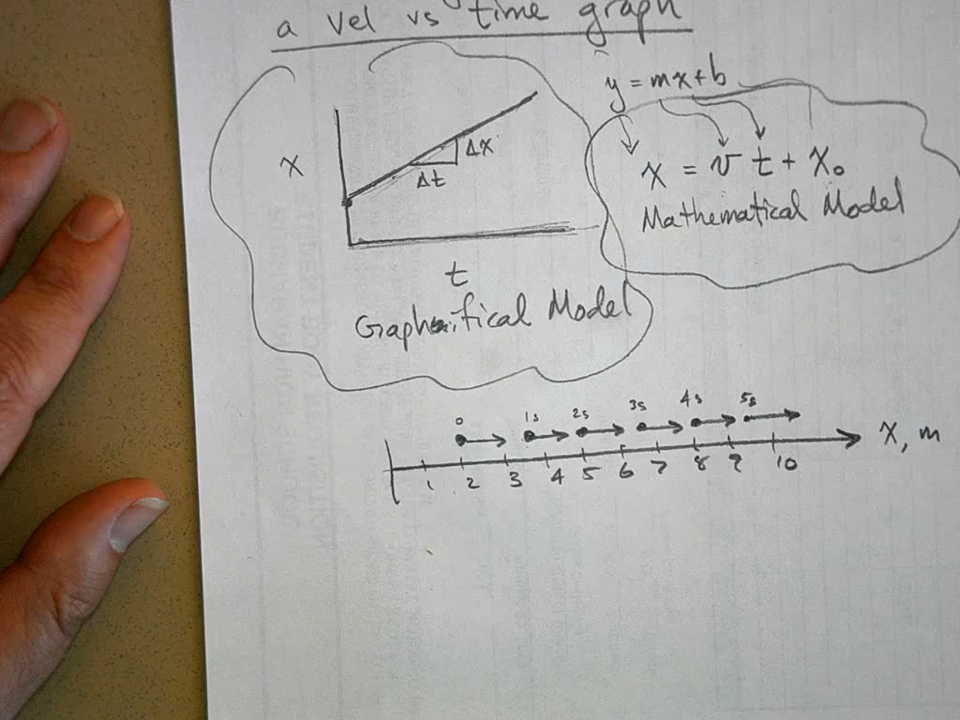 a vel vs time graph
y = mx+b
x
Δx
Δt
x = v t + x₀
Mathematical Model
t
Graphical Model
0 1s 2s 3s 4s 5s
x, m
1 2 3 4 5 6 7 8 9 10